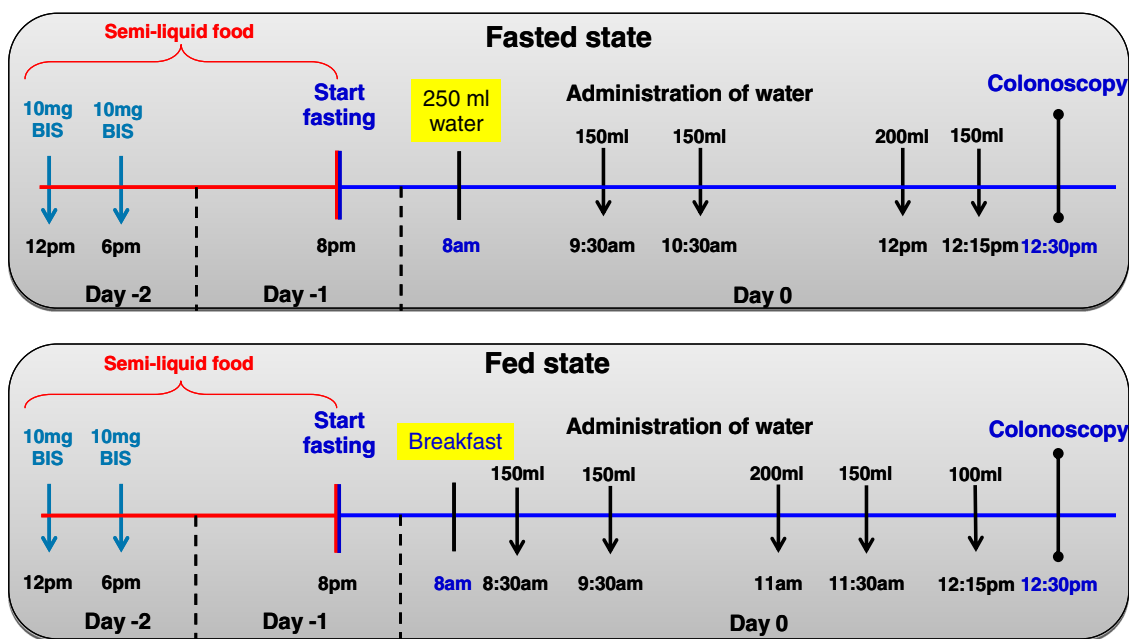 Semi-liquid food
Fasted state
Start
fasting
10mg
BIS
10mg
BIS
250 ml
water
Administration of water
Colonoscopy
150ml
150ml
200ml
150ml
12pm
6pm
8pm
8am
9:30am
10:30am
12pm
12:15pm
12:30pm
Day -2
Day -1
Day 0
Semi-liquid food
Fed state
Start
fasting
10mg
BIS
10mg
BIS
Breakfast
Administration of water
Colonoscopy
150ml
150ml
200ml
150ml
100ml
12pm
6pm
8pm
8am
8:30am
9:30am
11am
11:30am
12:15pm
12:30pm
Day -2
Day -1
Day 0